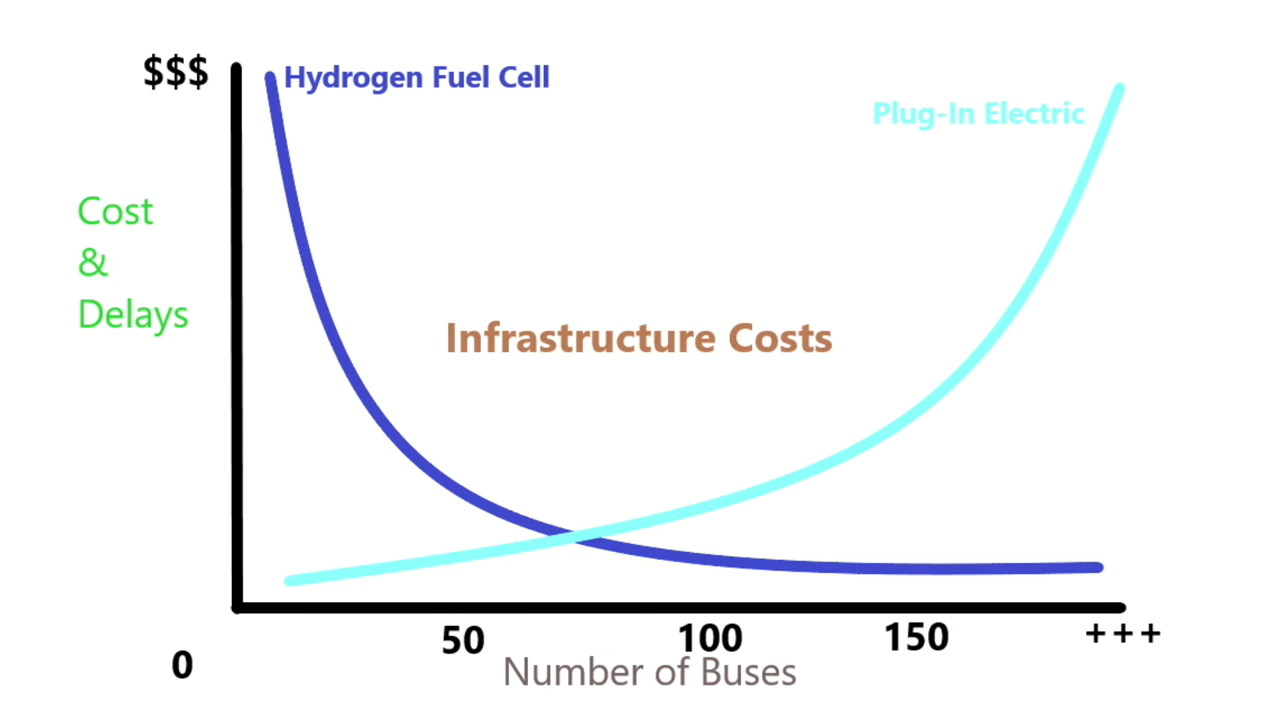 $$$
Hydrogen Fuel Cell
Plug-In Electric
Cost
&
Delays
Infrastructure Costs
0
50
100
150
+++
Number of Buses